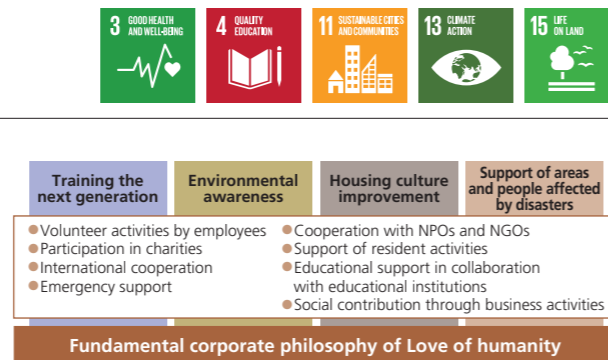 3 GOOD HEALTH
AND WELL-BEING
4 QUALITY
EDUCATION
11 SUSTAINABLE CITIES
AND COMMUNITIES
13 CLIMATE
ACTION
15 LIFE
ON LAND
Training the
next generation
Environmental
awareness
Housing culture
improvement
Support of areas
and people affected
by disasters
●Volunteer activities by employees
●Participation in charities
●International cooperation
●Emergency support
●Cooperation with NPOs and NGOs
●Support of resident activities
●Educational support in collaboration
with educational institutions
●Social contribution through business activities
Fundamental corporate philosophy of Love of humanity